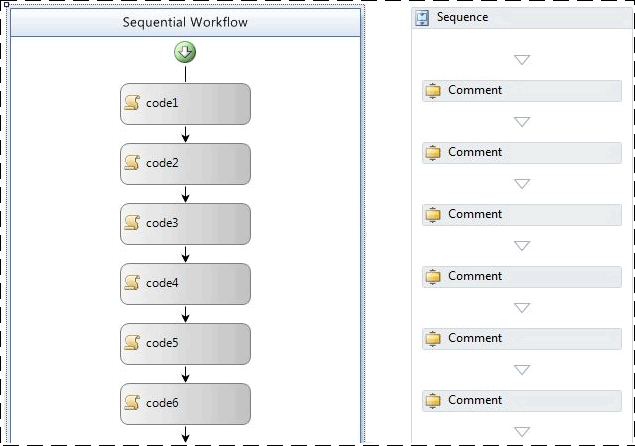 Sequential Workflow
code1
code2
code3
code4
code5
code6
Sequence
Comment
Comment
Comment
Comment
Comment
Comment